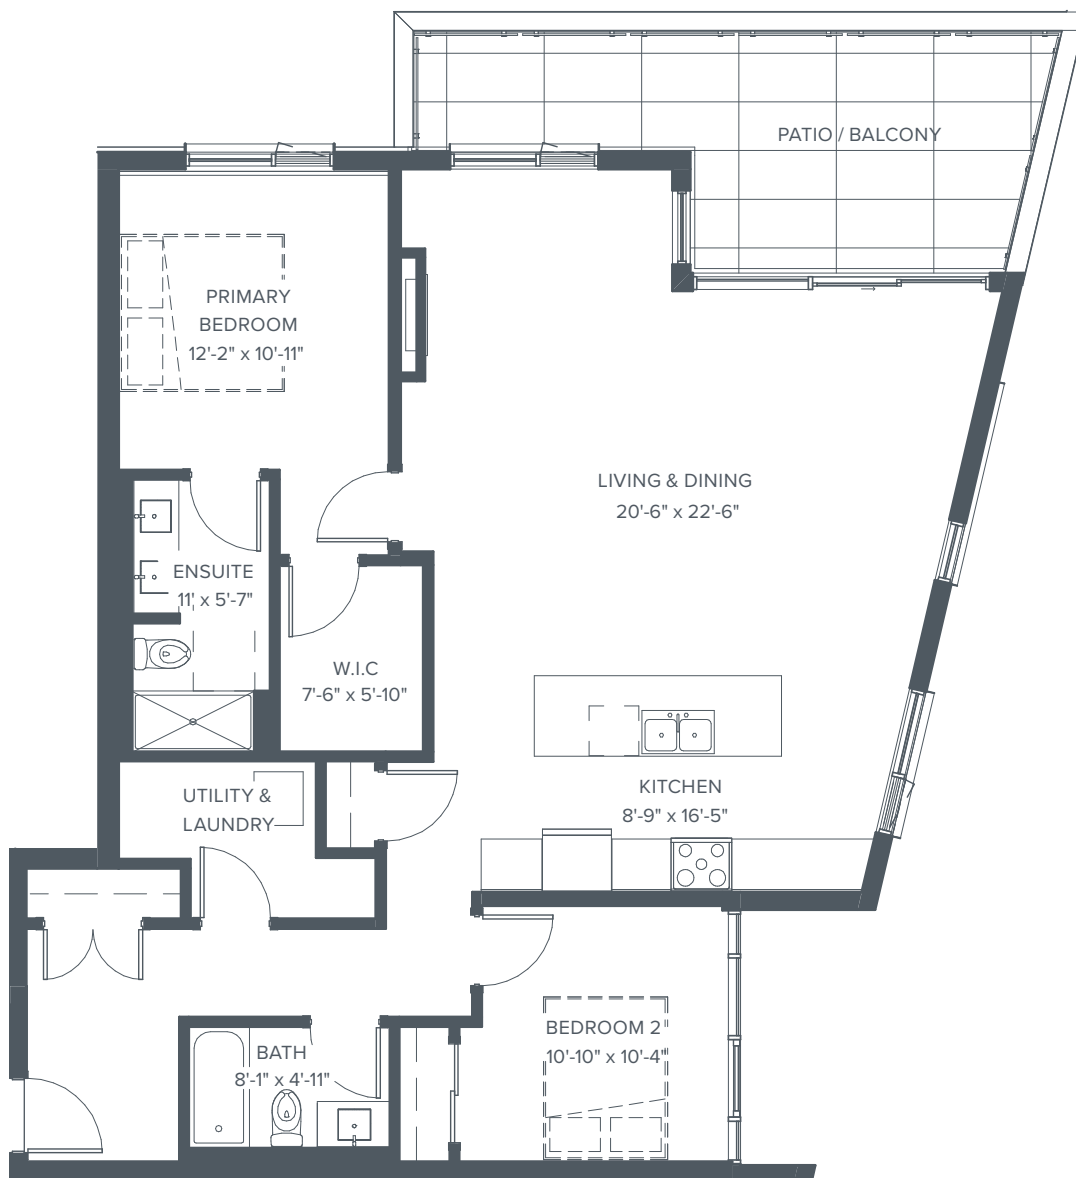 PATIO / BALCONY
PRIMARY
BEDROOM
12'-2" x 10'-11"
LIVING & DINING
20'-6" x 22'-6"
ENSUITE
11' x 5'-7"
W.I.C
7'-6" x 5'-10"
KITCHEN
8'-9" x 16'-5"
UTILITY &
LAUNDRY
BEDROOM 2
10'-10" x 10'-4"
BATH
8'-1" x 4'-11"